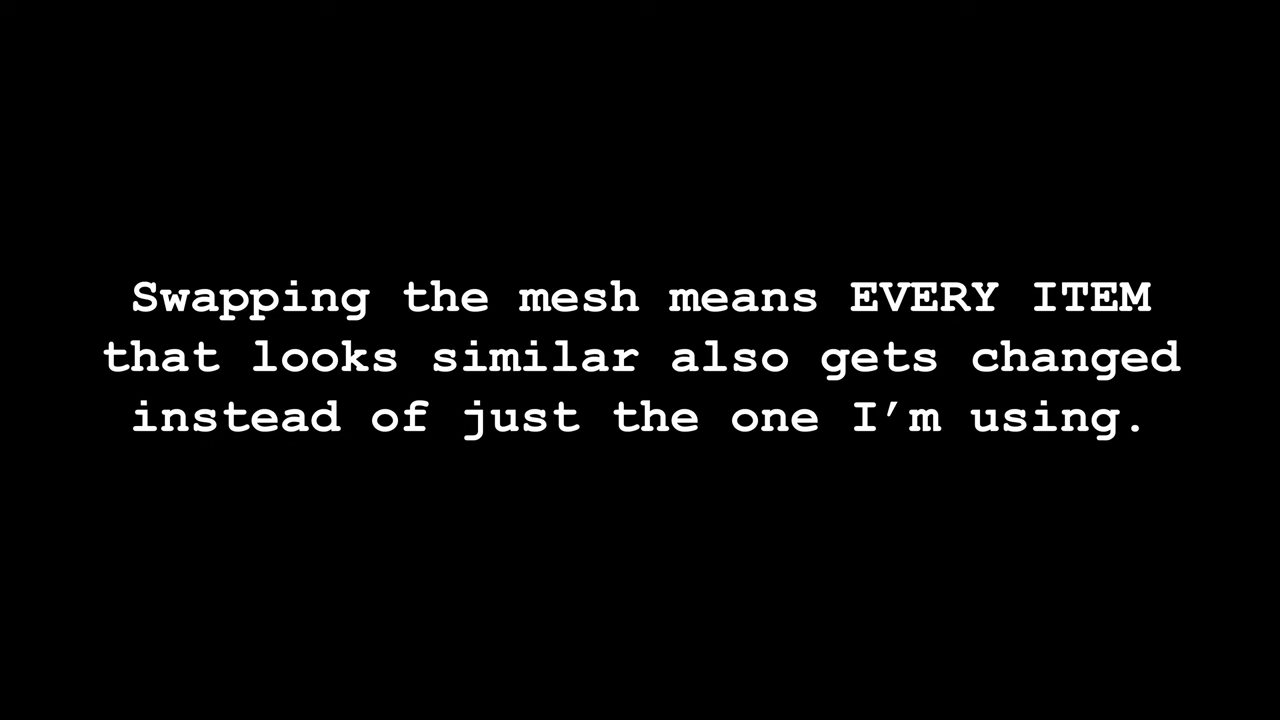 Swapping the mesh means EVERY ITEM
that looks similar also gets changed
instead of just the one I’m using.